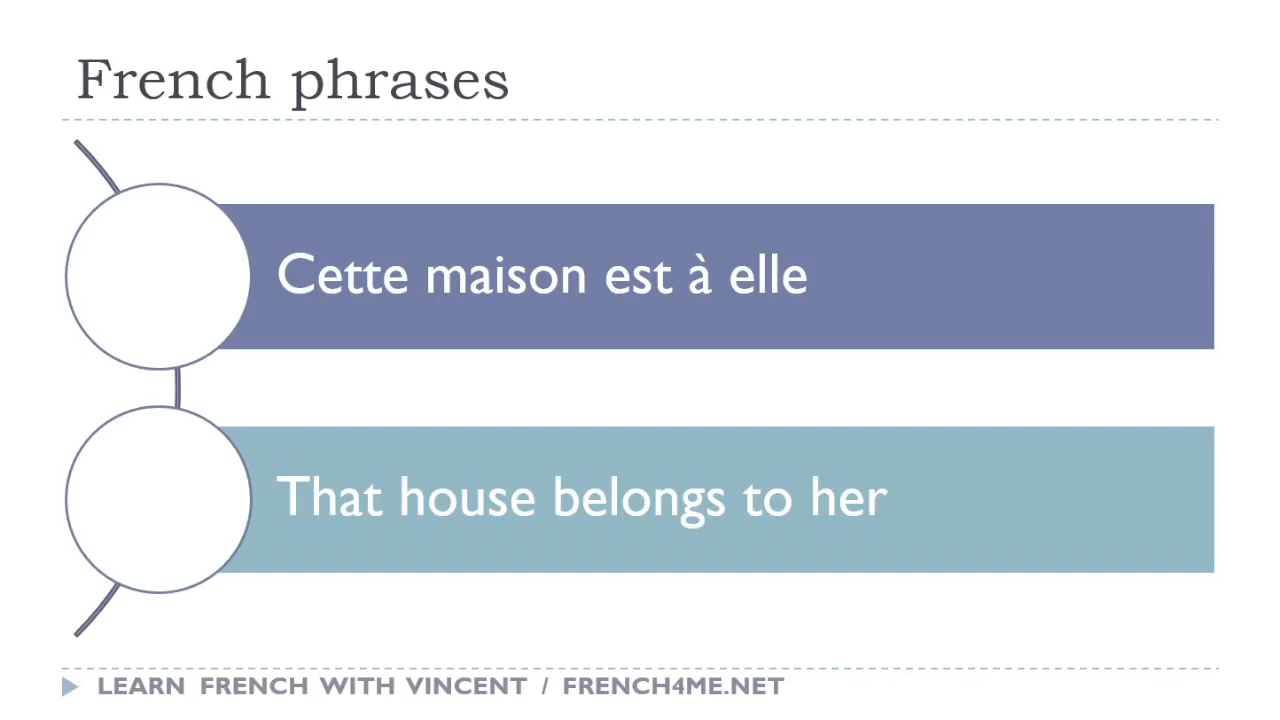 French phrases
Cette maison est à elle
That house belongs to her
LEARN FRENCH WITH VINCENT / FRENCH4ME.NET